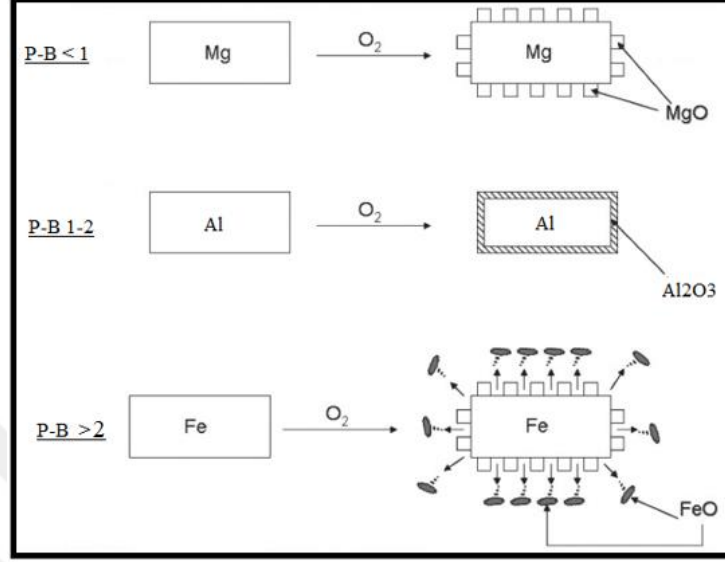 P-B < 1
Mg
O2
Mg
MgO
P-B 1-2
Al
O2
Al
Al2O3
P-B >2
Fe
O2
Fe
FeO